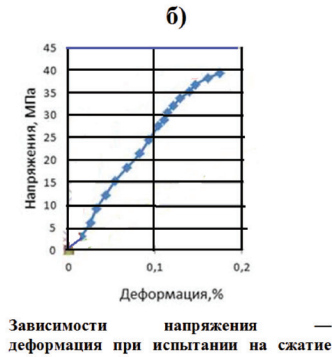 б)
45
40
35
30
25
20
15
10
5
0
Напряжения, МПа
0 0,1 0,2
Деформация,%
Зависимости напряжения —
деформация при испытании на сжатие